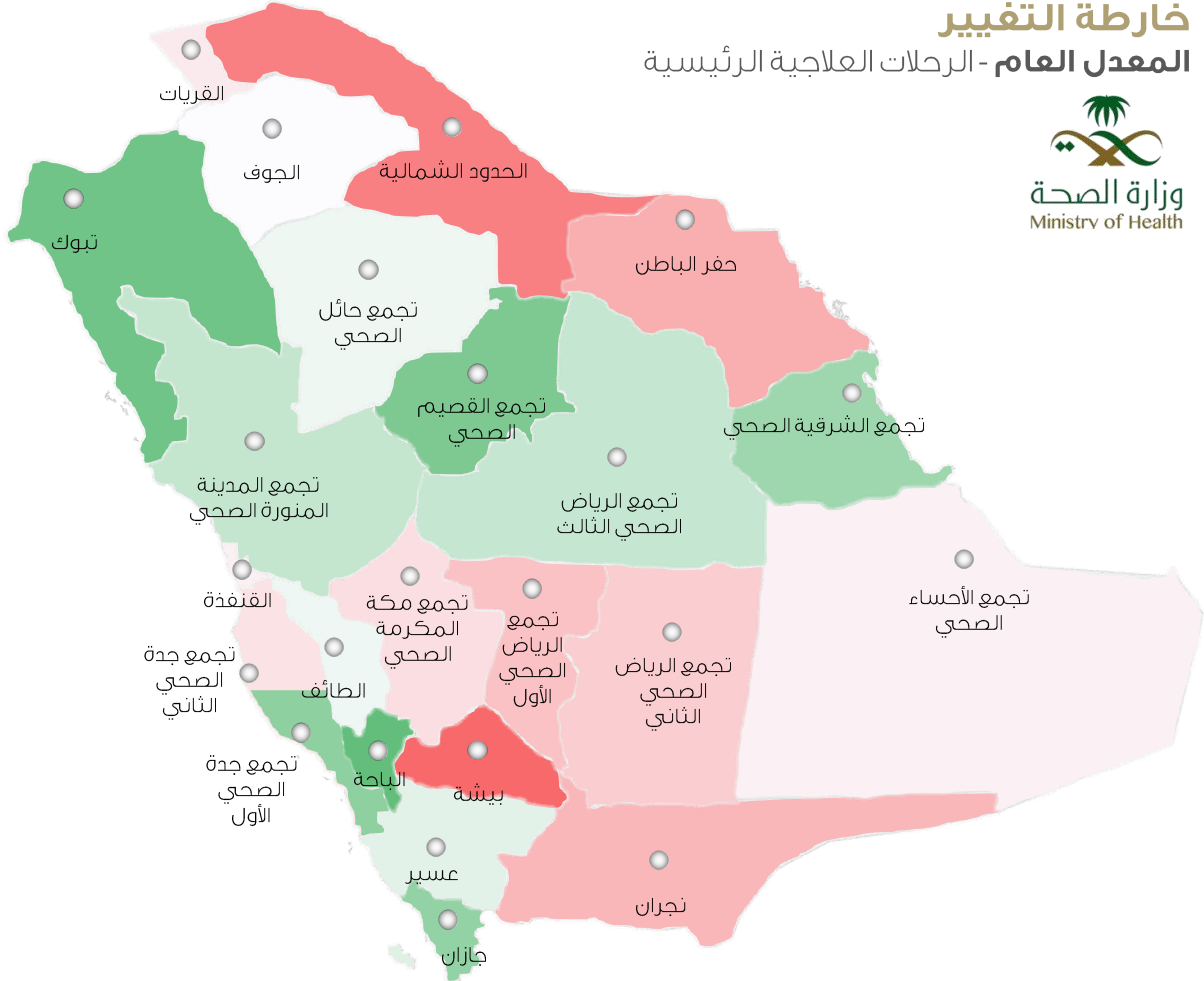 خارطة التغيير
المعدل العام - الرحلات العلاجية الرئيسية
وزارة الصحة
Ministry of Health
القريات
الجوف
الحدود الشمالية
تبوك
حفر الباطن
تجمع حائل
الصحي
تجمع القصيم
الصحي
تجمع الشرقية الصحي
تجمع المدينة
المنورة الصحي
تجمع الرياض
الصحي الثالث
القنفذة
تجمع مكة
المكرمة
الصحي
تجمع
الرياض
الصحي
الأول
تجمع الرياض
الصحي
الثاني
تجمع الأحساء
الصحي
تجمع جدة
الصحي
الثاني
الطائف
تجمع جدة
الصحي
الأول
الباحة
بيشة
عسير
نجران
جازان